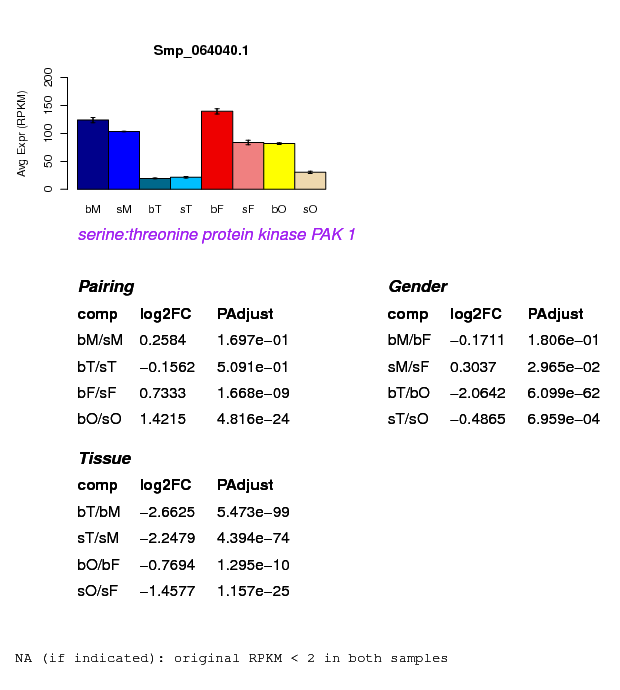 Smp_064040.1
Avg Expr (RPKM)
200
150
100
50
0
bM sM bT sT bF sF bO sO
serine:threonine protein kinase PAK 1
Pairing
comp log2FC PAdjust
bM/sM 0.2584 1.697e−01
bT/sT −0.1562 5.091e−01
bF/sF 0.7333 1.668e−09
bO/sO 1.4215 4.816e−24
Gender
comp log2FC PAdjust
bM/bF −0.1711 1.806e−01
sM/sF 0.3037 2.965e−02
bT/bO −2.0642 6.099e−62
sT/sO −0.4865 6.959e−04
Tissue
comp log2FC PAdjust
bT/bM −2.6625 5.473e−99
sT/sM −2.2479 4.394e−74
bO/bF −0.7694 1.295e−10
sO/sF −1.4577 1.157e−25
NA (if indicated): original RPKM < 2 in both samples